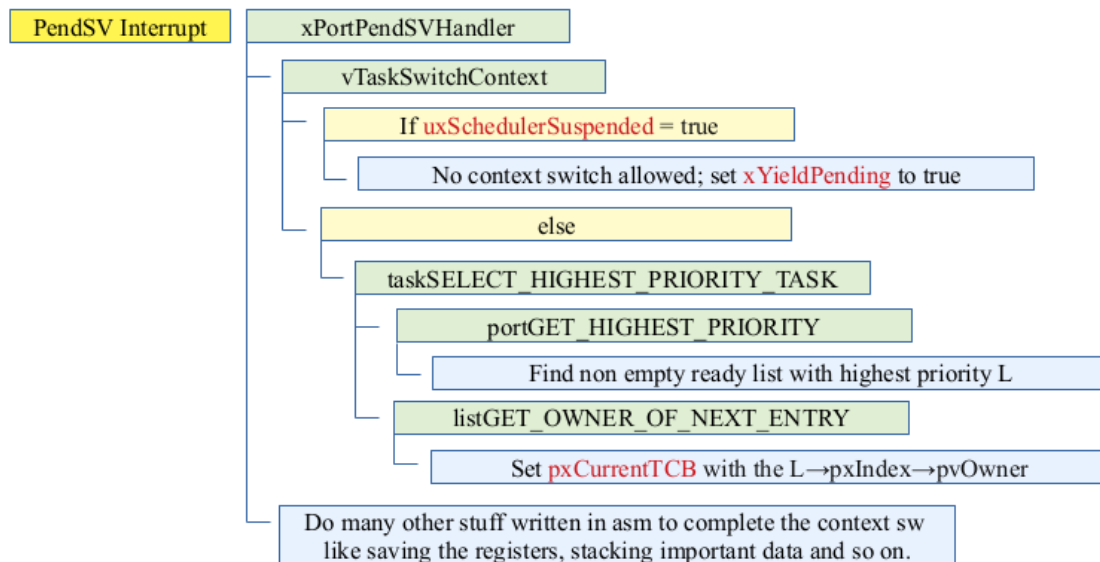 PendSV Interrupt
xPortPendSVHandler
vTaskSwitchContext
If uxSchedulerSuspended = true
No context switch allowed; set xYieldPending to true
else
taskSELECT_HIGHEST_PRIORITY_TASK
portGET_HIGHEST_PRIORITY
Find non empty ready list with highest priority L
listGET_OWNER_OF_NEXT_ENTRY
Set pxCurrentTCB with the L→pxIndex→pvOwner
Do many other stuff written in asm to complete the context sw
like saving the registers, stacking important data and so on.